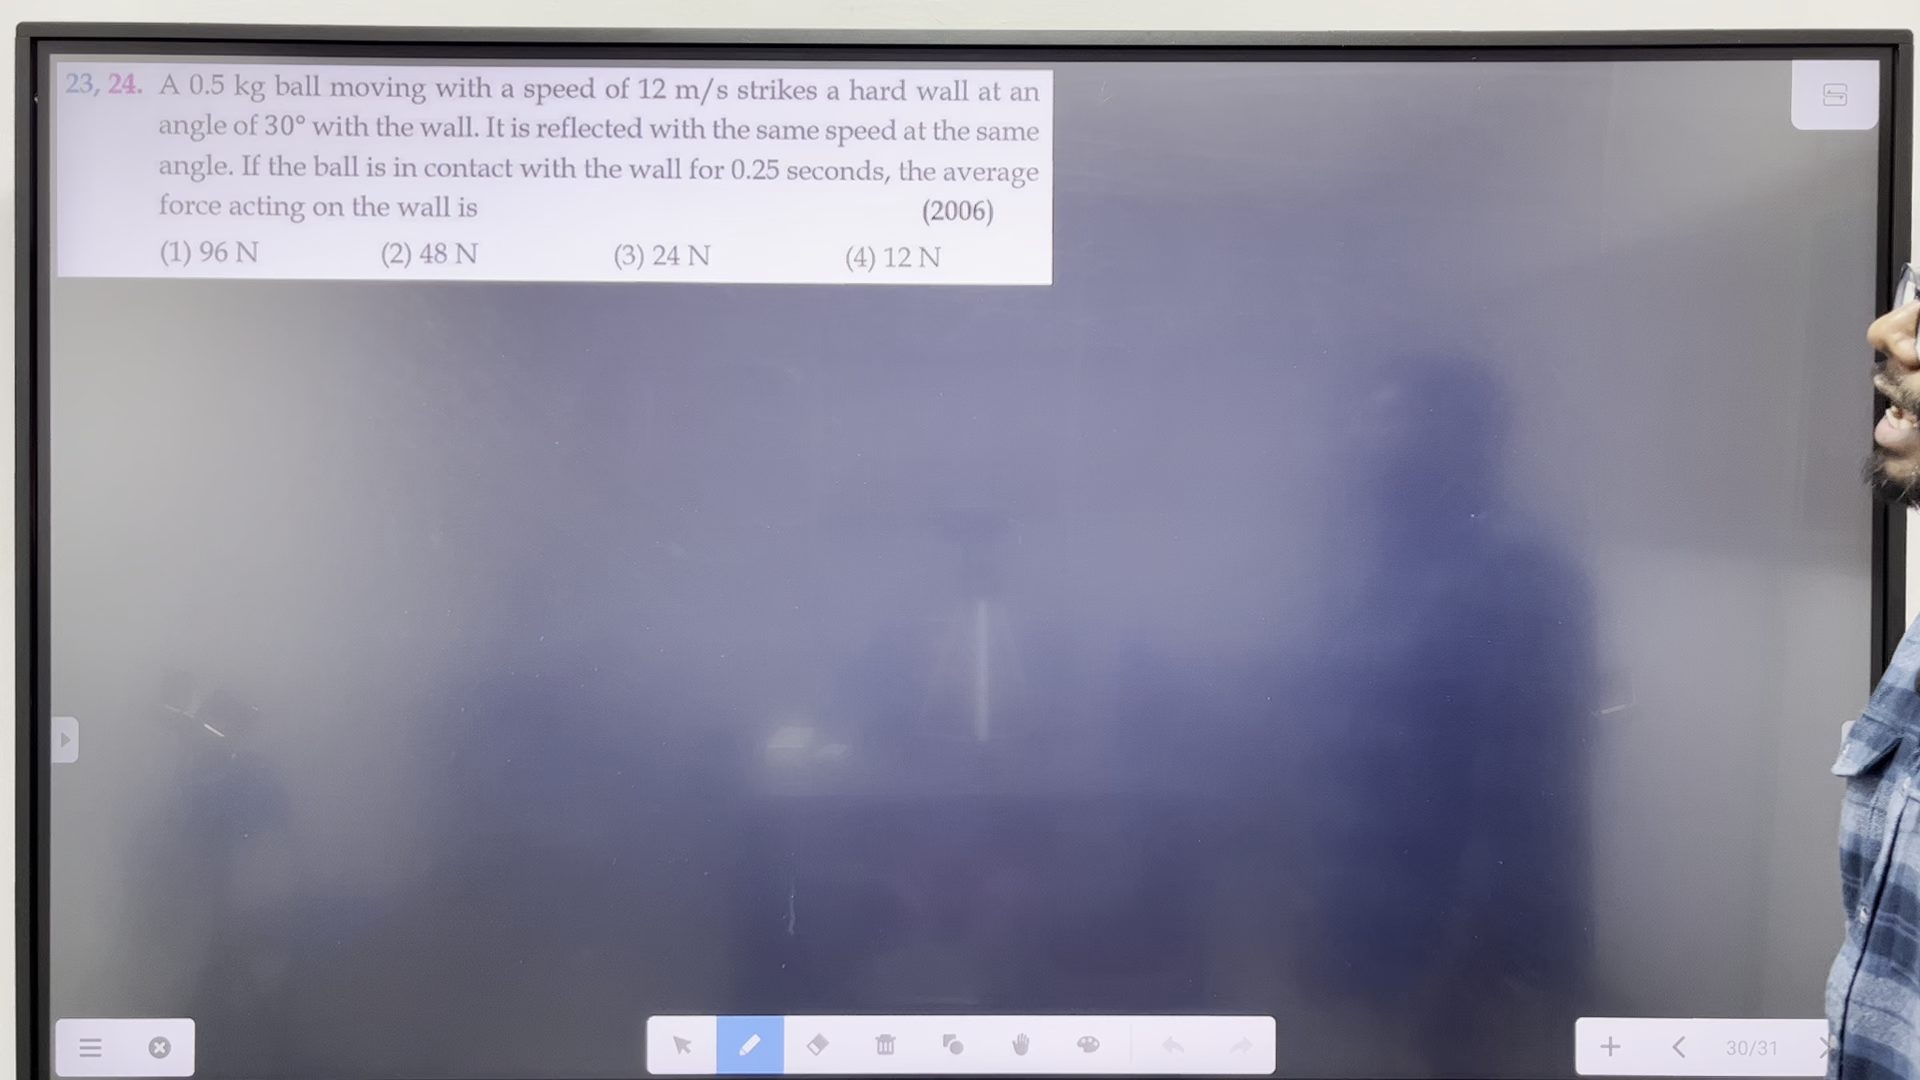 23, 24. A 0.5 kg ball moving with a speed of 12 m/s strikes a hard wall at an
angle of 30° with the wall. It is reflected with the same speed at the same
angle. If the ball is in contact with the wall for 0.25 seconds, the average
force acting on the wall is (2006)
(1) 96 N (2) 48 N (3) 24 N (4) 12 N
30/31